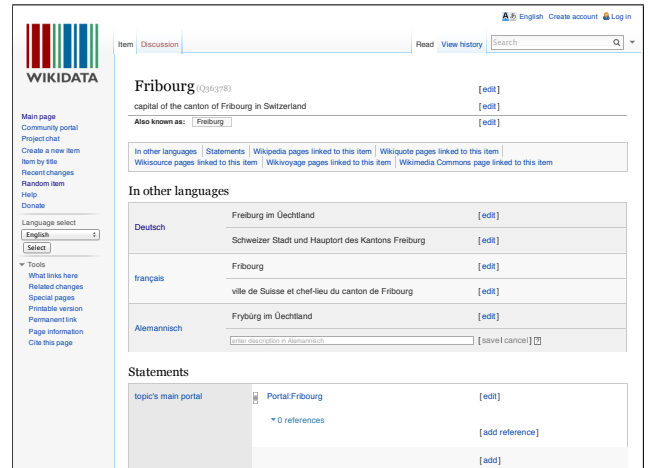 English Create account Log in
WIKIDATA
Item Discussion Read View history Search
Fribourg (Q36378) [edit]
capital of the canton of Fribourg in Switzerland [edit]
Also known as: Freiburg [edit]
Main page
Community portal
Project chat
Create a new item
Item by title
Recent changes
Random item
Help
Donate
Language select
English
Select
Tools
What links here
Related changes
Special pages
Printable version
Permanent link
Page information
Cite this page
In other languages Statements Wikipedia pages linked to this item Wikiquote pages linked to this item
Wikisource pages linked to this item Wikivoyage pages linked to this item Wikimedia Commons page linked to this item
In other languages
Deutsch
Freiburg im Üechtland [edit]
Schweizer Stadt und Hauptort des Kantons Freiburg [edit]
français
Fribourg [edit]
ville de Suisse et chef-lieu du canton de Fribourg [edit]
Alemannisch
Frybùrg im Üechtland [edit]
enter description in Alemannisch [save|cancel] [?]
Statements
topic's main portal Portal:Fribourg [edit]
0 references
[add reference]
[add]